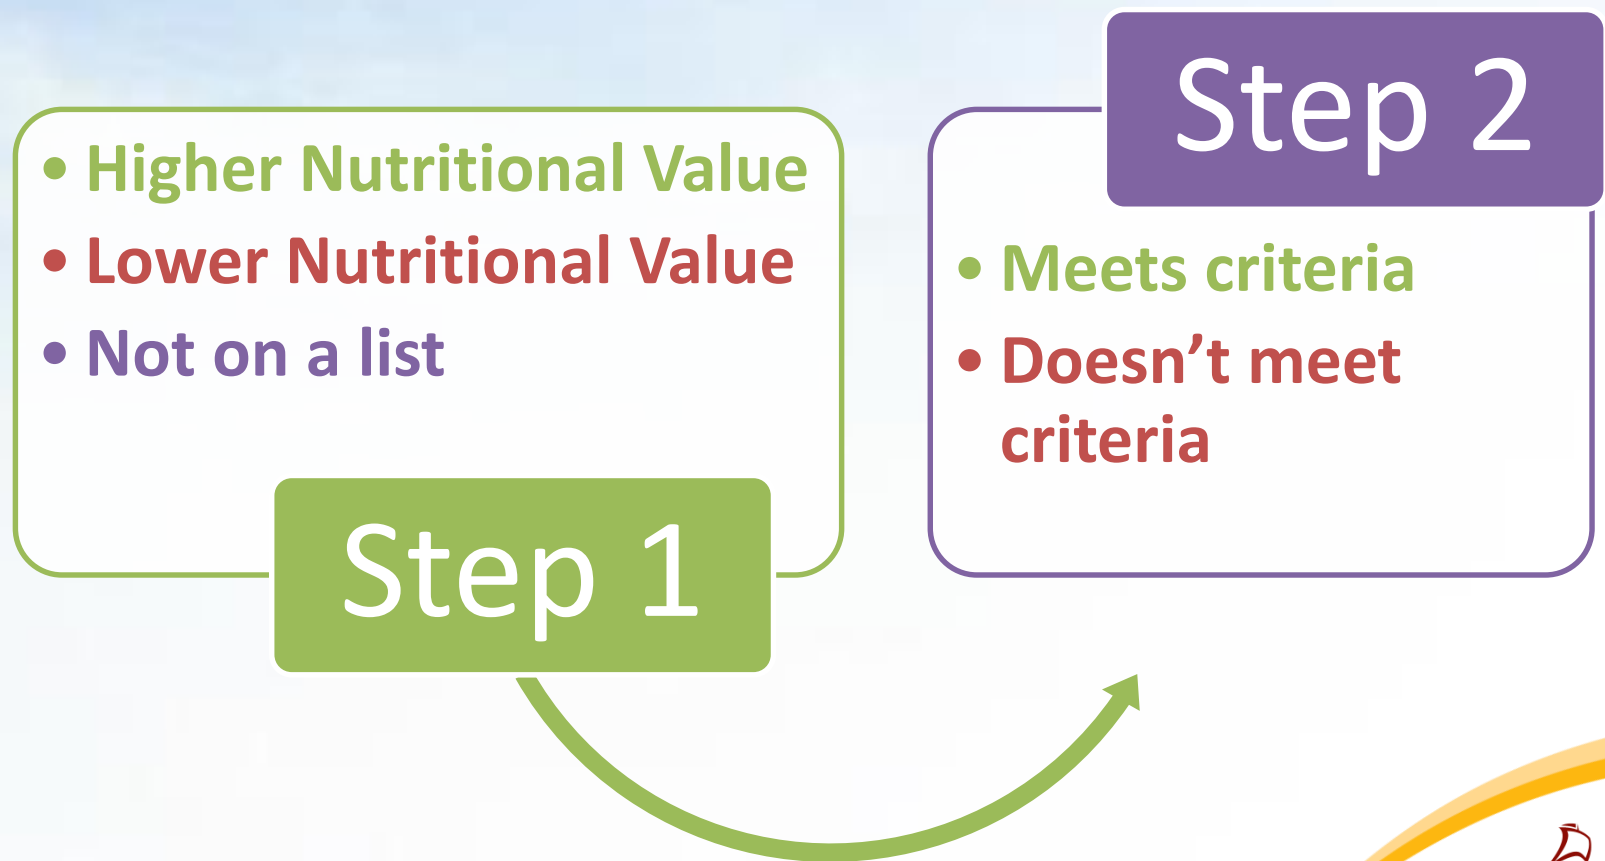 • Higher Nutritional Value
• Lower Nutritional Value
• Not on a list
Step 1
Step 2
• Meets criteria
• Doesn’t meet
criteria